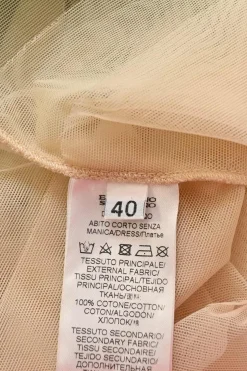 40
ABITO CORTO SENZA
MANICA/DRESS/Платье
TESSUTO PRINCIPALE/
EXTERNAL FABRIC/
TISSU PRINCIPAL/TEJIDO
PRINCIPAL/ОСНОВНАЯ
ТКАНЬ/
100% COTONE/COTTON/
COTON/ALGODON/
ХЛОПОК/
TESSUTO SECONDARIO/
SECONDARY FABRIC/
TISSU SECONDAIRE/
TEJIDO SECUNDARIO/